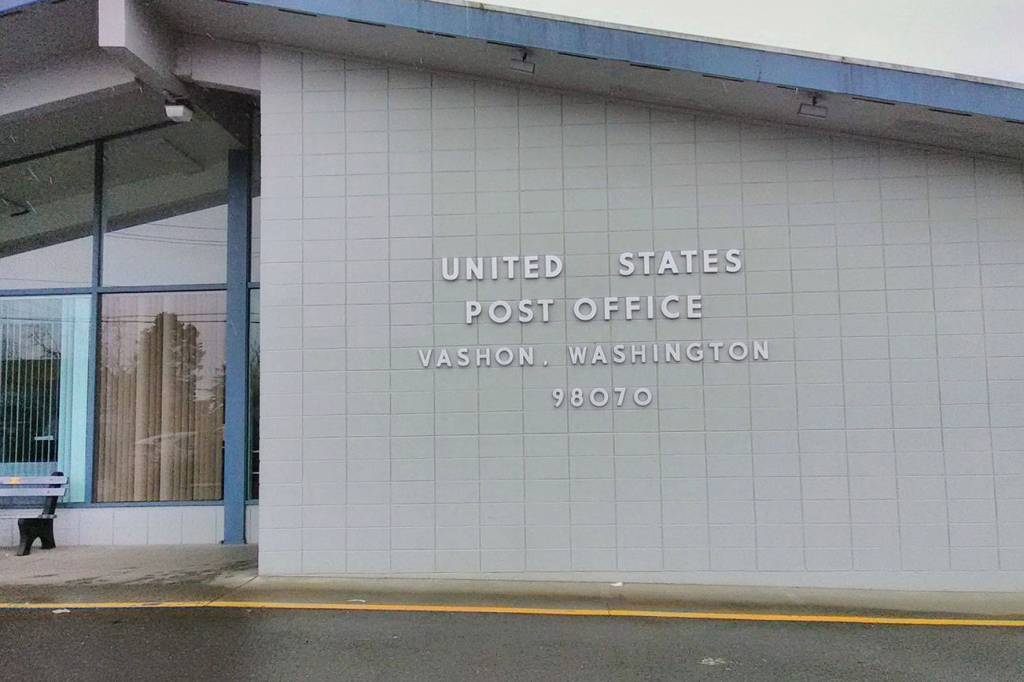 UNITED STATES
POST OFFICE
VASHON, WASHINGTON
98070